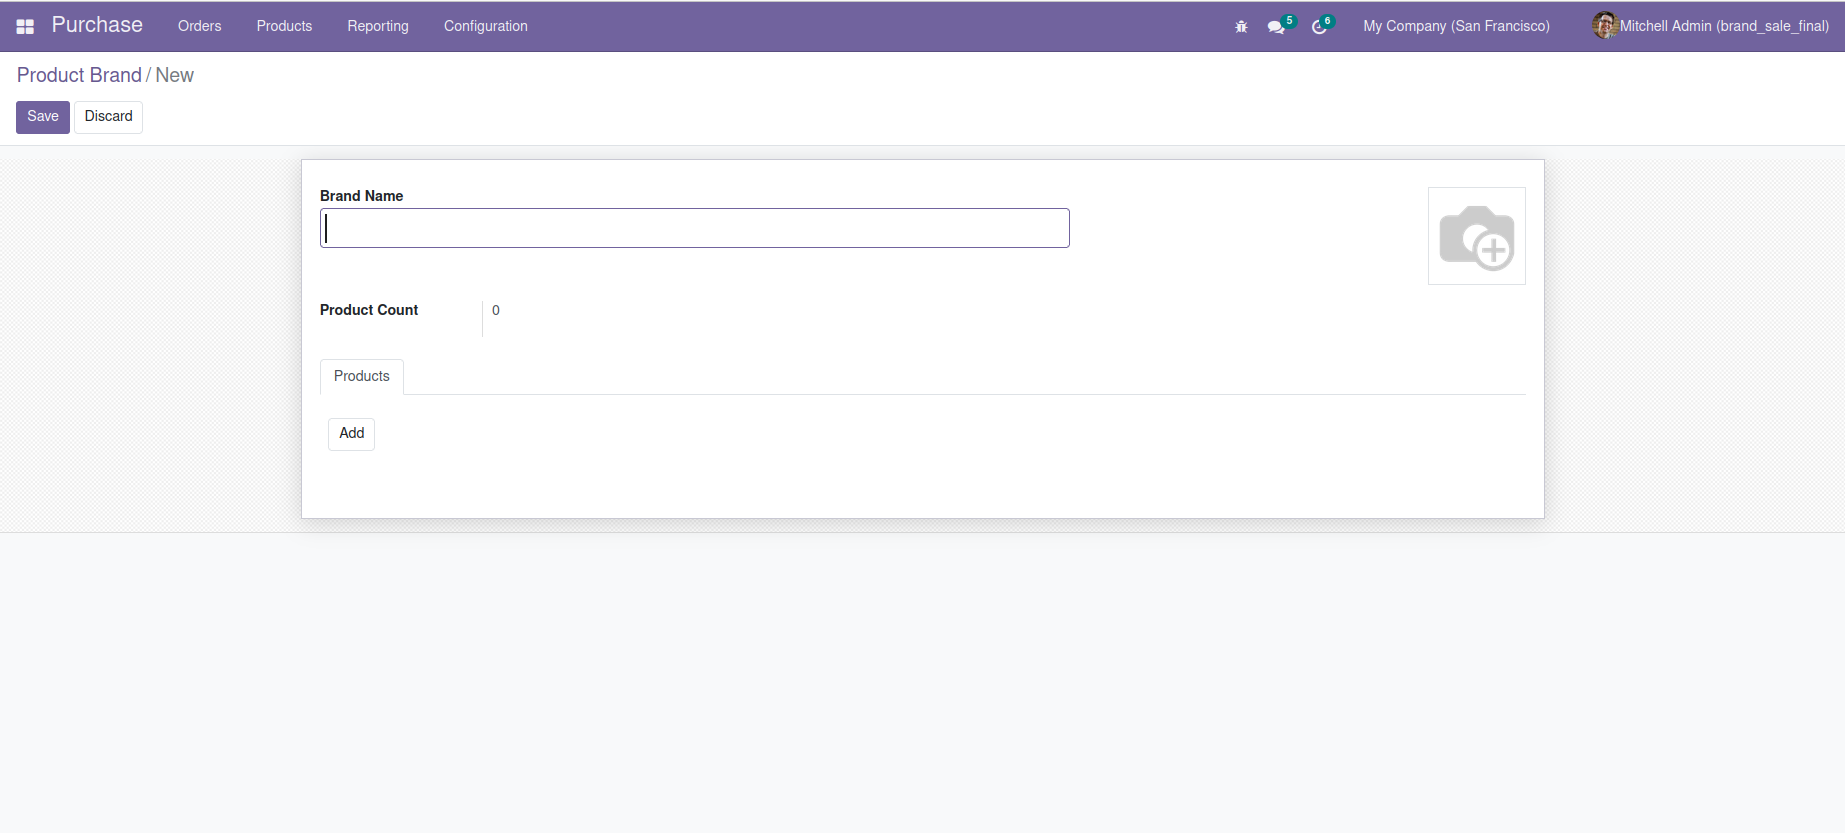 Purchase Orders Products Reporting Configuration 5 6 My Company (San Francisco) Mitchell Admin (brand_sale_final)
Product Brand / New
Save Discard
Brand Name
Product Count 0
Products
Add